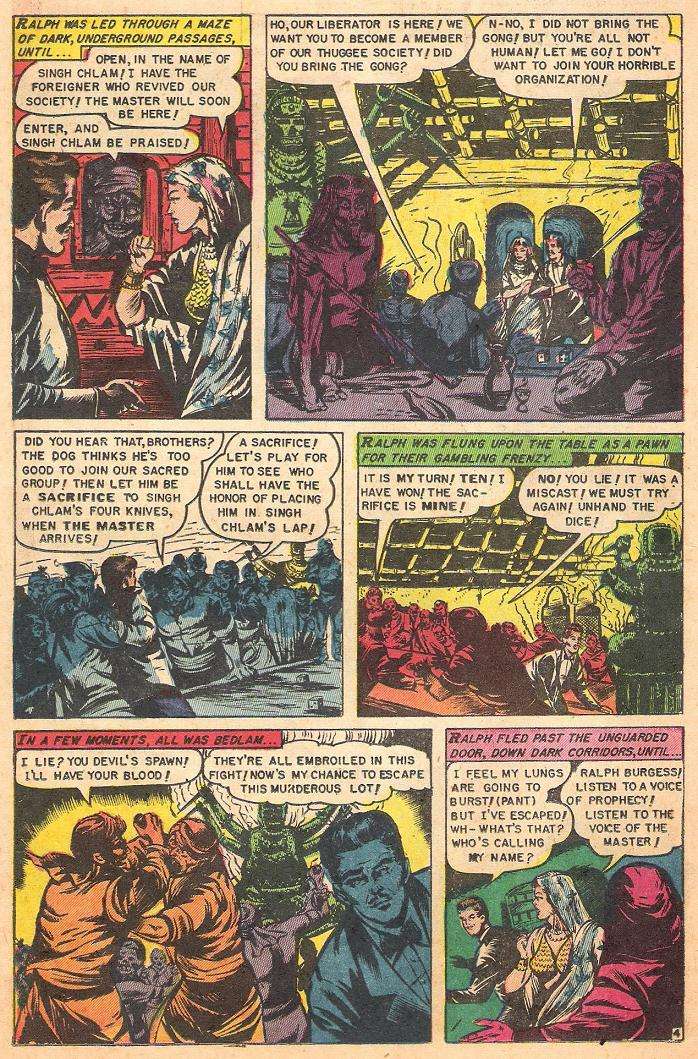 RALPH WAS LED THROUGH A MAZE
OF DARK, UNDERGROUND PASSAGES,
UNTIL...
OPEN, IN THE NAME OF
SINGH CHLAM! I HAVE THE
FOREIGNER WHO REVIVED OUR
SOCIETY! THE MASTER WILL SOON
BE HERE!
ENTER, AND
SINGH CHLAM BE PRAISED!
HO, OUR LIBERATOR IS HERE! WE
WANT YOU TO BECOME A MEMBER
OF OUR THUGGEE SOCIETY! DID
YOU BRING THE GONG?
N-NO, I DID NOT BRING THE
GONG! BUT YOU'RE ALL NOT
HUMAN! LET ME GO! I DON'T
WANT TO JOIN YOUR HORRIBLE
ORGANIZATION!
DID YOU HEAR THAT, BROTHERS?
THE DOG THINKS HE'S TOO
GOOD TO JOIN OUR SACRED
GROUP! THEN LET HIM BE
A SACRIFICE TO SINGH
CHLAM'S FOUR KNIVES,
WHEN THE MASTER
ARRIVES!
A SACRIFICE!
LET'S PLAY FOR
HIM TO SEE WHO
SHALL HAVE THE
HONOR OF PLACING
HIM IN SINGH
CHLAM'S LAP!
RALPH WAS FLUNG UPON THE TABLE AS A PAWN
FOR THEIR GAMBLING FRENZY.
IT IS MY TURN! TEN! I
HAVE WON! THE SAC-
RIFICE IS MINE!
NO! YOU LIE! IT WAS A
MISCAST! WE MUST TRY
AGAIN! UNHAND THE
DICE!
IN A FEW MOMENTS, ALL WAS BEDLAM...
I LIE? YOU DEVIL'S SPAWN!
I'LL HAVE YOUR BLOOD!
THEY'RE ALL EMBROILED IN THIS
FIGHT! NOW'S MY CHANCE TO ESCAPE
THIS MURDEROUS LOT!
RALPH FLED PAST THE UNGUARDED
DOOR, DOWN DARK CORRIDORS, UNTIL...
I FEEL MY LUNGS
ARE GOING TO
BURST! (PANT)
BUT I'VE ESCAPED!
WH-WHAT'S THAT?
WHO'S CALLING
MY NAME?
RALPH BURGESS!
LISTEN TO A VOICE
OF PROPHECY!
LISTEN TO THE
VOICE OF THE
MASTER!
4